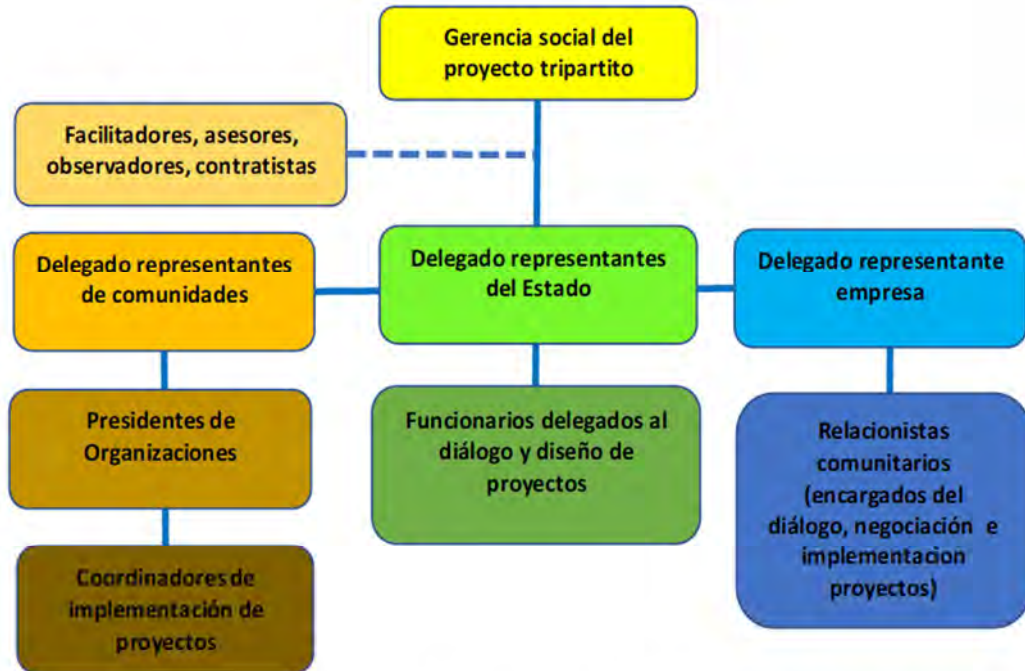 Gerencia social del
proyecto tripartito
Facilitadores, asesores,
observadores, contratistas
Delegado representantes
de comunidades
Delegado representantes
del Estado
Delegado representante
empresa
Presidentes de
Organizaciones
Funcionarios delegados al
diálogo y diseño de
proyectos
Relacionistas
comunitarios
(encargados del
diálogo, negociación e
implementacion
proyectos)
Coordinadores de
implementación de
proyectos